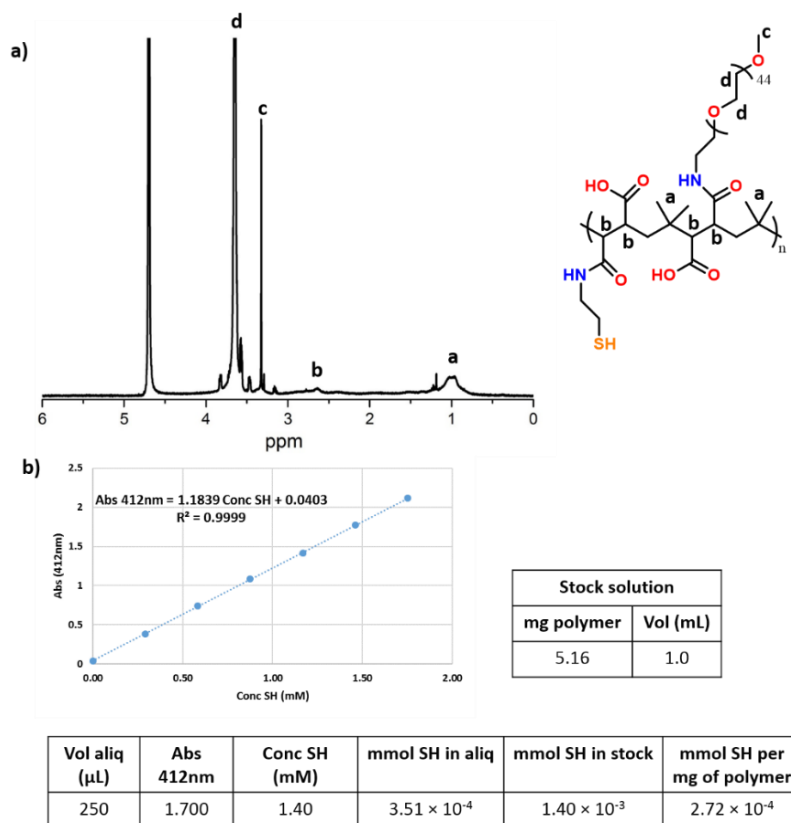 a)
d
c
b
a
6 5 4 3 2 1 0
ppm
c
O
44
d
d
O
HN
O
O
HO
a
a
b
b
b
b
n
HN
O
HO
O
SH
b)
2.5
2
1.5
1
0.5
0
Abs (412nm)
Abs 412nm = 1.1839 Conc SH + 0.0403
R² = 0.9999
0.00 0.50 1.00 1.50 2.00
Conc SH (mM)
Stock solution
mg polymer Vol (mL)
5.16 1.0
Vol aliq (µL) Abs 412nm Conc SH (mM) mmol SH in aliq mmol SH in stock mmol SH per mg of polymer
250 1.700 1.40 3.51 × 10⁻⁴ 1.40 × 10⁻³ 2.72 × 10⁻⁴